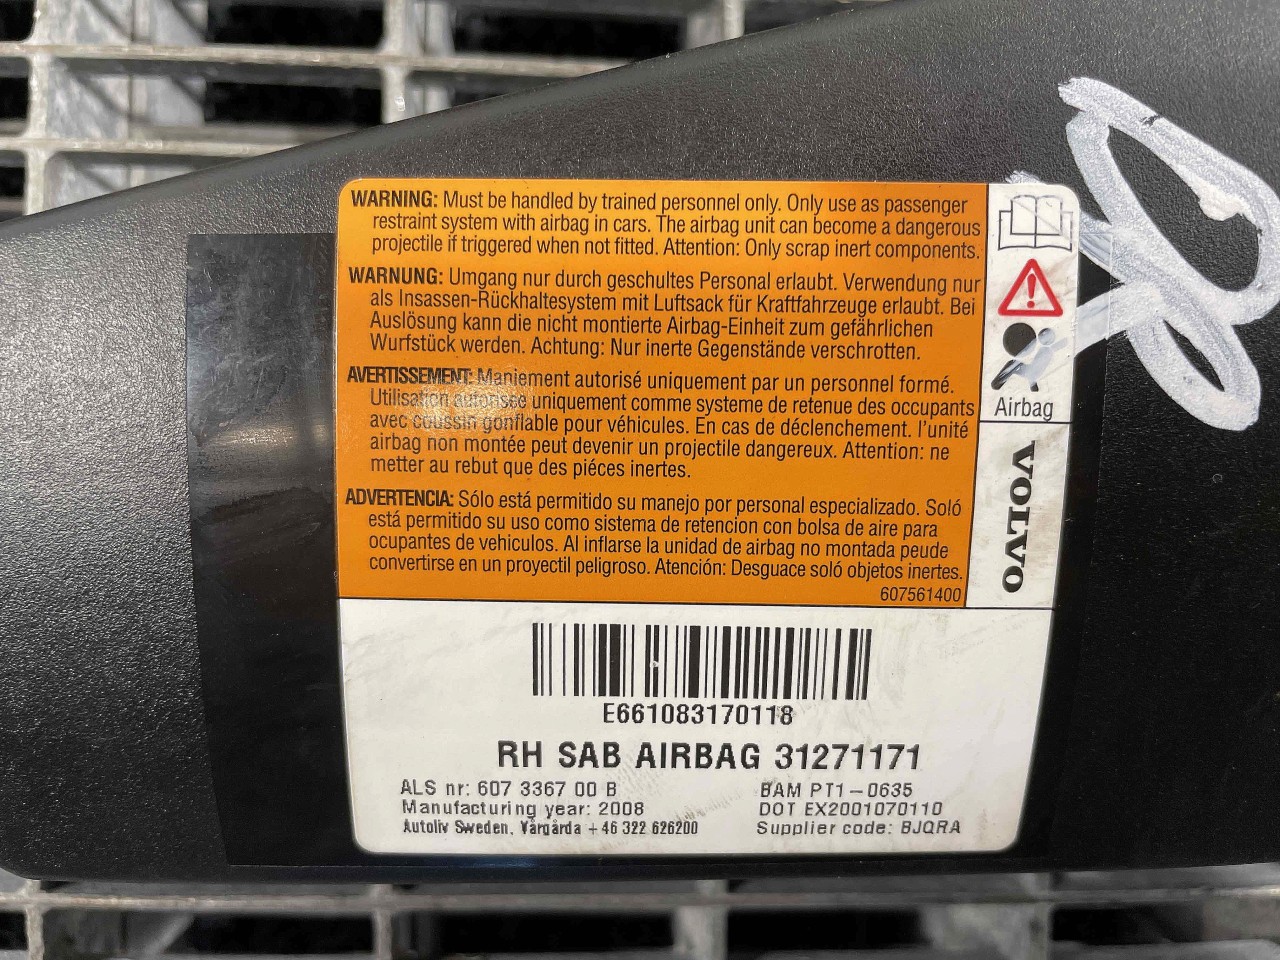 WARNING: Must be handled by trained personnel only. Only use as passenger
restraint system with airbag in cars. The airbag unit can become a dangerous
projectile if triggered when not fitted. Attention: Only scrap inert components.
WARNUNG: Umgang nur durch geschultes Personal erlaubt. Verwendung nur
als Insassen-Rückhaltesystem mit Luftsack für Kraftfahrzeuge erlaubt. Bei
Auslösung kann die nicht montierte Airbag-Einheit zum gefährlichen
Wurfstück werden. Achtung: Nur inerte Gegenstände verschrotten.
AVERTISSEMENT: Maniement autorisé uniquement par un personnel formé.
Utilisation autorisée uniquement comme systeme de retenue des occupants
avec coussin gonflable pour véhicules. En cas de déclenchement. l'unité
airbag non montée peut devenir un projectile dangereux. Attention: ne
metter au rebut que des piéces inertes.
ADVERTENCIA: Sólo está permitido su manejo por personal especializado. Soló
está permitido su uso como sistema de retencion con bolsa de aire para
ocupantes de vehiculos. Al inflarse la unidad de airbag no montada peude
convertirse en un proyectil peligroso. Atención: Desguace soló objetos inertes.
607561400
Airbag
VOLVO
E661083170118
RH SAB AIRBAG 31271171
ALS nr: 607 3367 00 B
BAM PT1-0635
Manufacturing year: 2008
DOT EX2001070110
Autoliv Sweden, Vårgårda +46 322 626200
Supplier code: BJQRA